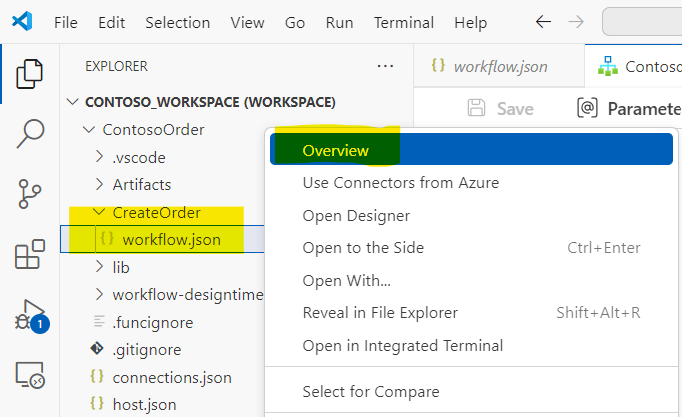 File Edit Selection View Go Run Terminal Help
EXPLORER
workflow.json
Contoso
CONTOSO_WORKSPACE (WORKSPACE)
Save
Paramete
ContosoOrder
.vscode
Artifacts
CreateOrder
workflow.json
lib
workflow-designtime
.funcignore
.gitignore
connections.json
host.json
1
Overview
Use Connectors from Azure
Open Designer
Open to the Side Ctrl+Enter
Open With...
Reveal in File Explorer Shift+Alt+R
Open in Integrated Terminal
Select for Compare